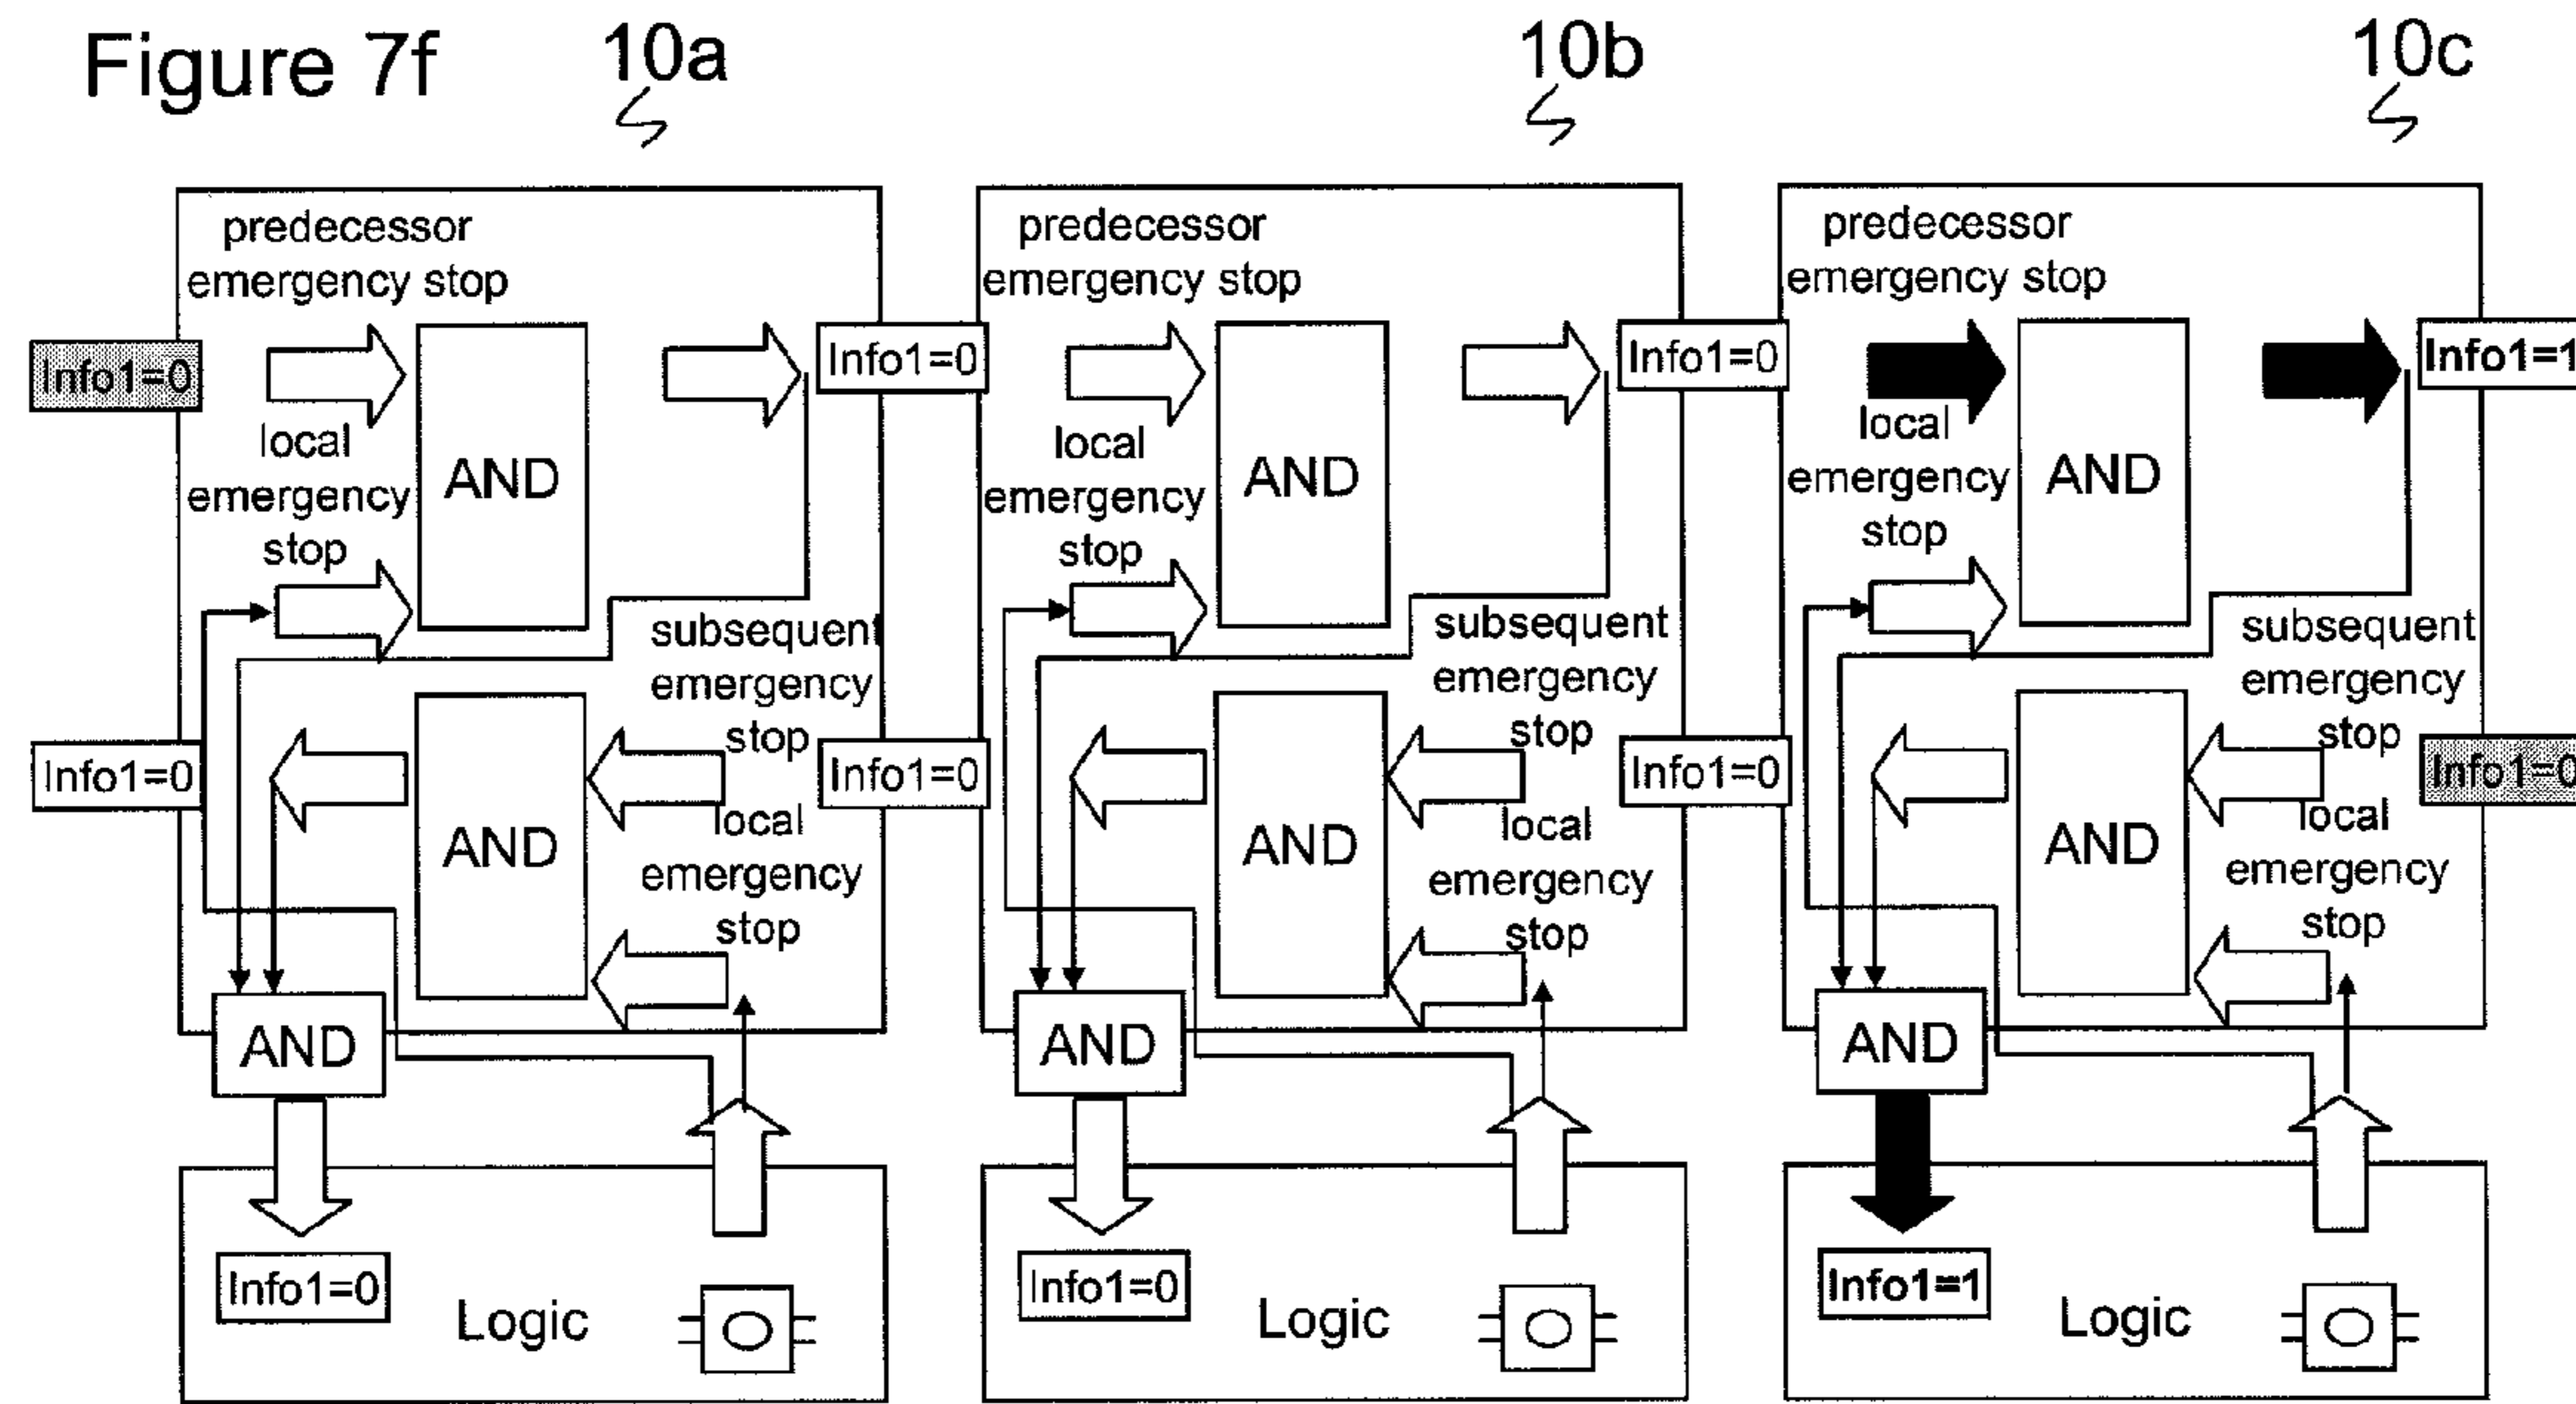 Figure 7f
10a
10b
10c
predecessor
emergency stop
Info1=0
local
emergency
stop
AND
Info1=0
subsequent
emergency
stop
Info1=0
AND
local
emergency
stop
Info1=0
AND
Info1=0
Logic
predecessor
emergency stop
local
emergency
stop
AND
Info1=0
subsequent
emergency
stop
AND
local
emergency
stop
Info1=0
AND
Info1=0
Logic
predecessor
emergency stop
local
emergency
stop
AND
Info1=1
subsequent
emergency
stop
AND
local
emergency
stop
Info1=0
AND
Info1=1
Logic